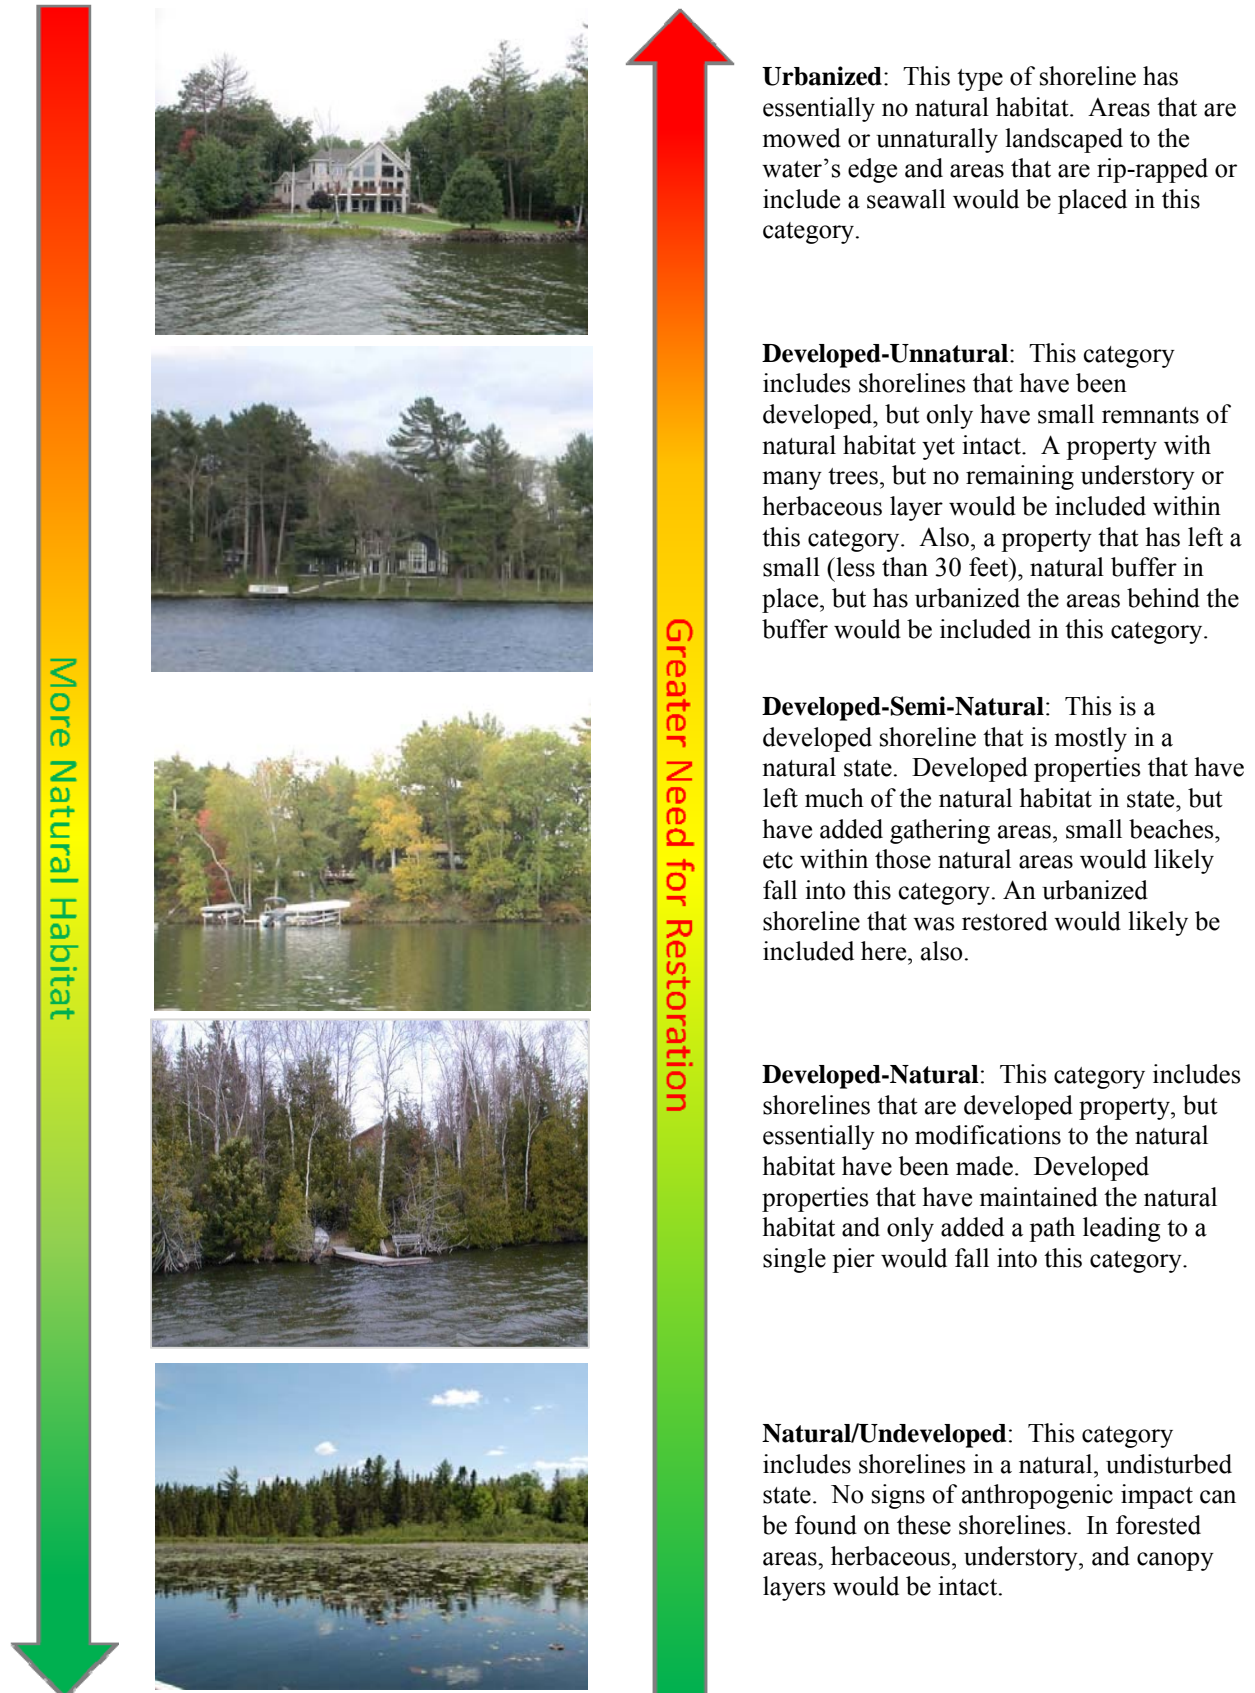 More Natural Habitat
Greater Need for Restoration
Urbanized: This type of shoreline has
essentially no natural habitat. Areas that are
mowed or unnaturally landscaped to the
water's edge and areas that are rip-rapped or
include a seawall would be placed in this
category.
Developed-Unnatural: This category
includes shorelines that have been
developed, but only have small remnants of
natural habitat yet intact. A property with
many trees, but no remaining understory or
herbaceous layer would be included within
this category. Also, a property that has left a
small (less than 30 feet), natural buffer in
place, but has urbanized the areas behind the
buffer would be included in this category.
Developed-Semi-Natural: This is a
developed shoreline that is mostly in a
natural state. Developed properties that have
left much of the natural habitat in state, but
have added gathering areas, small beaches,
etc within those natural areas would likely
fall into this category. An urbanized
shoreline that was restored would likely be
included here, also.
Developed-Natural: This category includes
shorelines that are developed property, but
essentially no modifications to the natural
habitat have been made. Developed
properties that have maintained the natural
habitat and only added a path leading to a
single pier would fall into this category.
Natural/Undeveloped: This category
includes shorelines in a natural, undisturbed
state. No signs of anthropogenic impact can
be found on these shorelines. In forested
areas, herbaceous, understory, and canopy
layers would be intact.